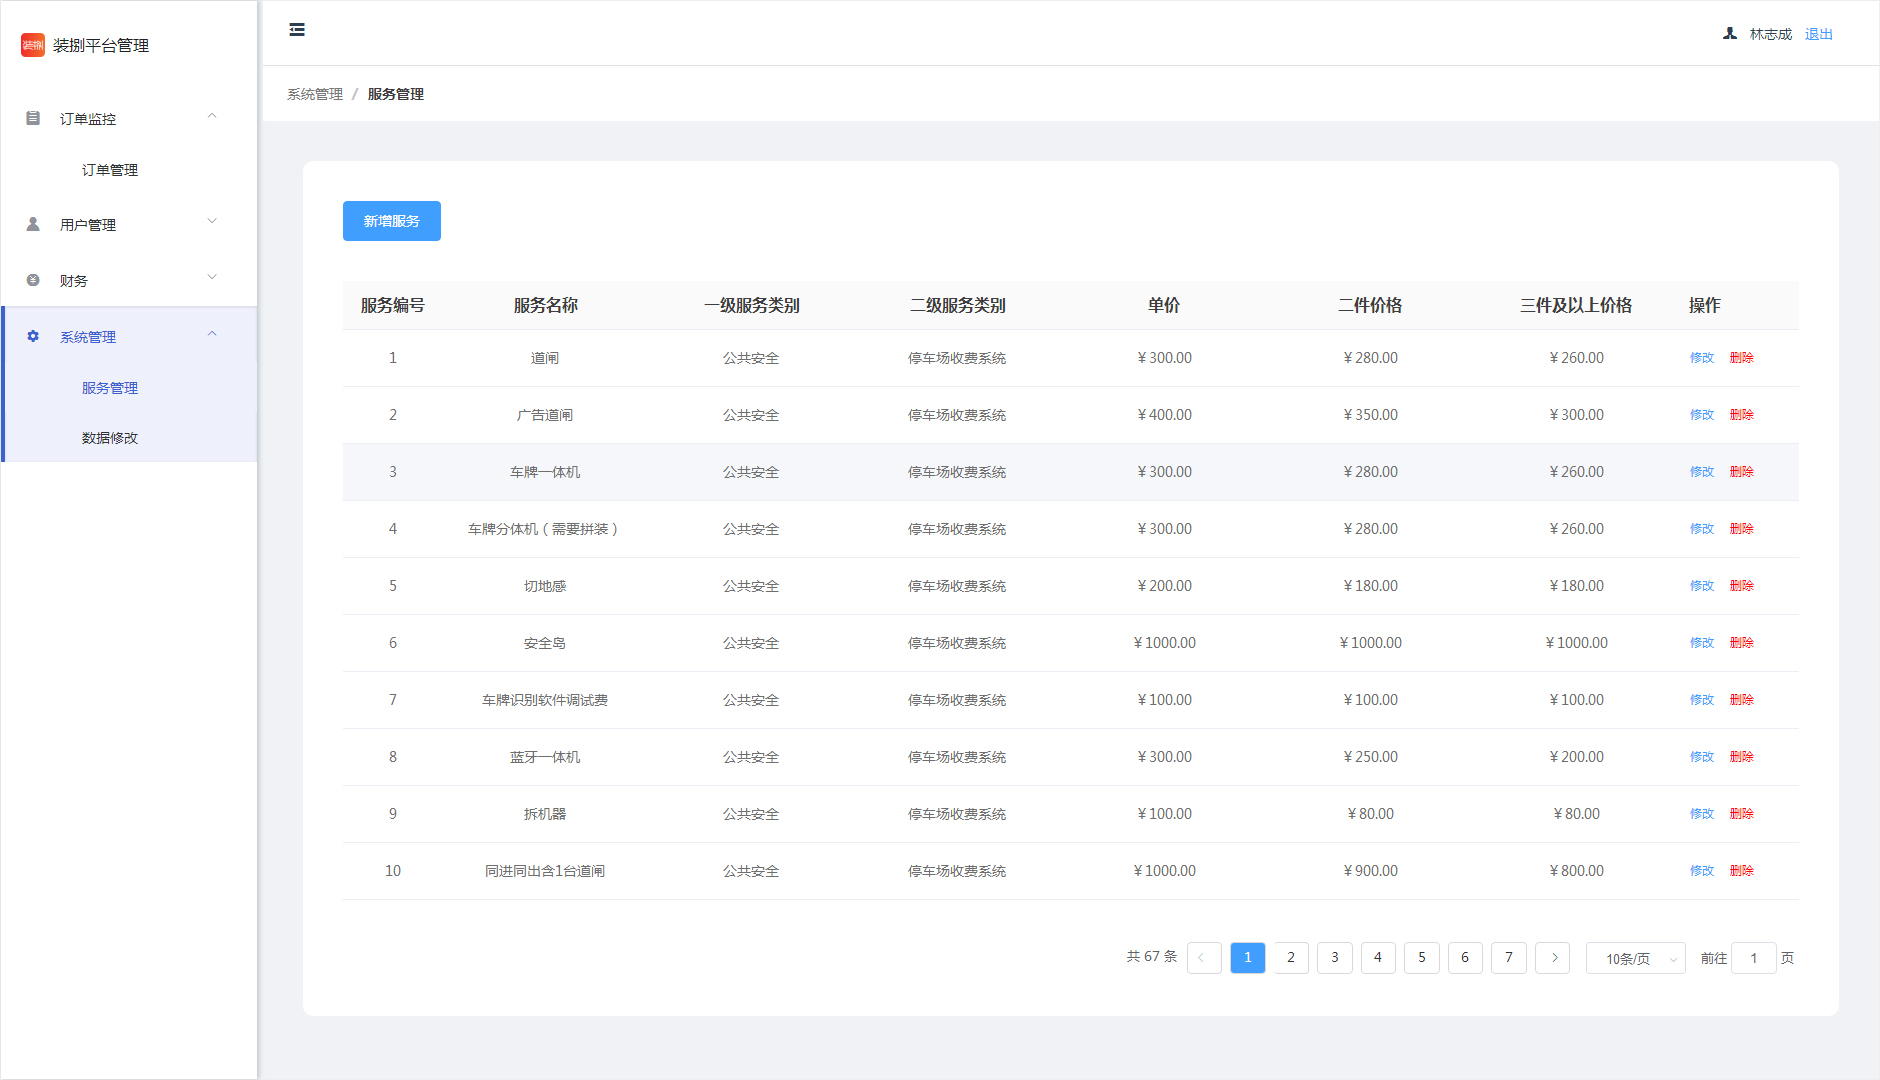 装捌 装捌平台管理
林志成 退出
订单监控
订单管理
用户管理
财务
系统管理
服务管理
数据修改
系统管理 / 服务管理
新增服务
服务编号 服务名称 一级服务类别 二级服务类别 单价 二件价格 三件及以上价格 操作
1 道闸 公共安全 停车场收费系统 ￥300.00 ￥280.00 ￥260.00 修改 删除
2 广告道闸 公共安全 停车场收费系统 ￥400.00 ￥350.00 ￥300.00 修改 删除
3 车牌一体机 公共安全 停车场收费系统 ￥300.00 ￥280.00 ￥260.00 修改 删除
4 车牌分体机（需要拼装） 公共安全 停车场收费系统 ￥300.00 ￥280.00 ￥260.00 修改 删除
5 切地感 公共安全 停车场收费系统 ￥200.00 ￥180.00 ￥180.00 修改 删除
6 安全岛 公共安全 停车场收费系统 ￥1000.00 ￥1000.00 ￥1000.00 修改 删除
7 车牌识别软件调试费 公共安全 停车场收费系统 ￥100.00 ￥100.00 ￥100.00 修改 删除
8 蓝牙一体机 公共安全 停车场收费系统 ￥300.00 ￥250.00 ￥200.00 修改 删除
9 拆机器 公共安全 停车场收费系统 ￥100.00 ￥80.00 ￥80.00 修改 删除
10 同进同出含1台道闸 公共安全 停车场收费系统 ￥1000.00 ￥900.00 ￥800.00 修改 删除
共 67 条 1 2 3 4 5 6 7 10条/页 前往 1 页